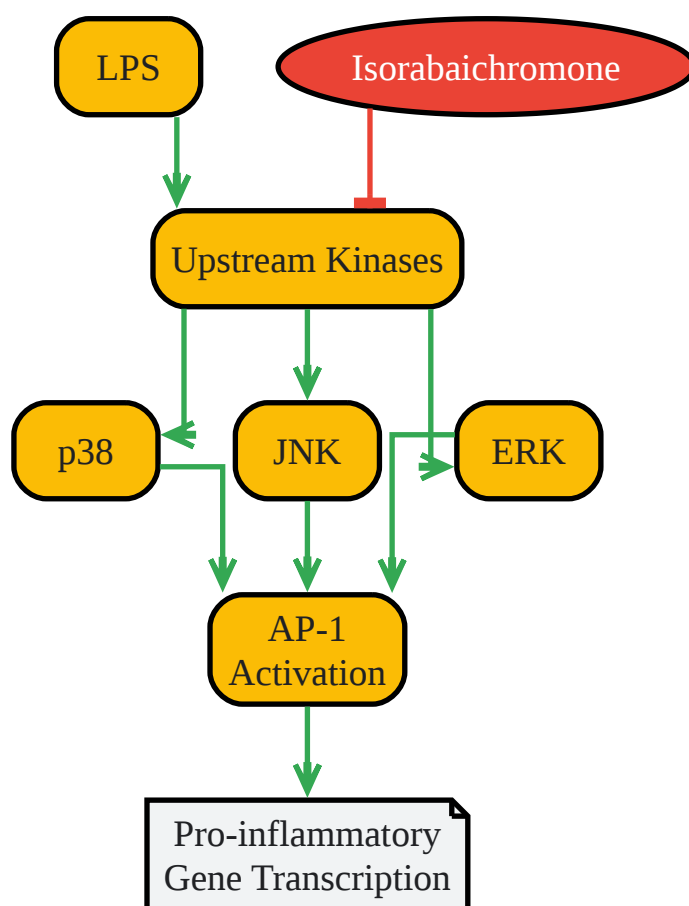 LPS
Isorabaichromone
Upstream Kinases
p38
JNK
ERK
AP-1
Activation
Pro-inflammatory
Gene Transcription